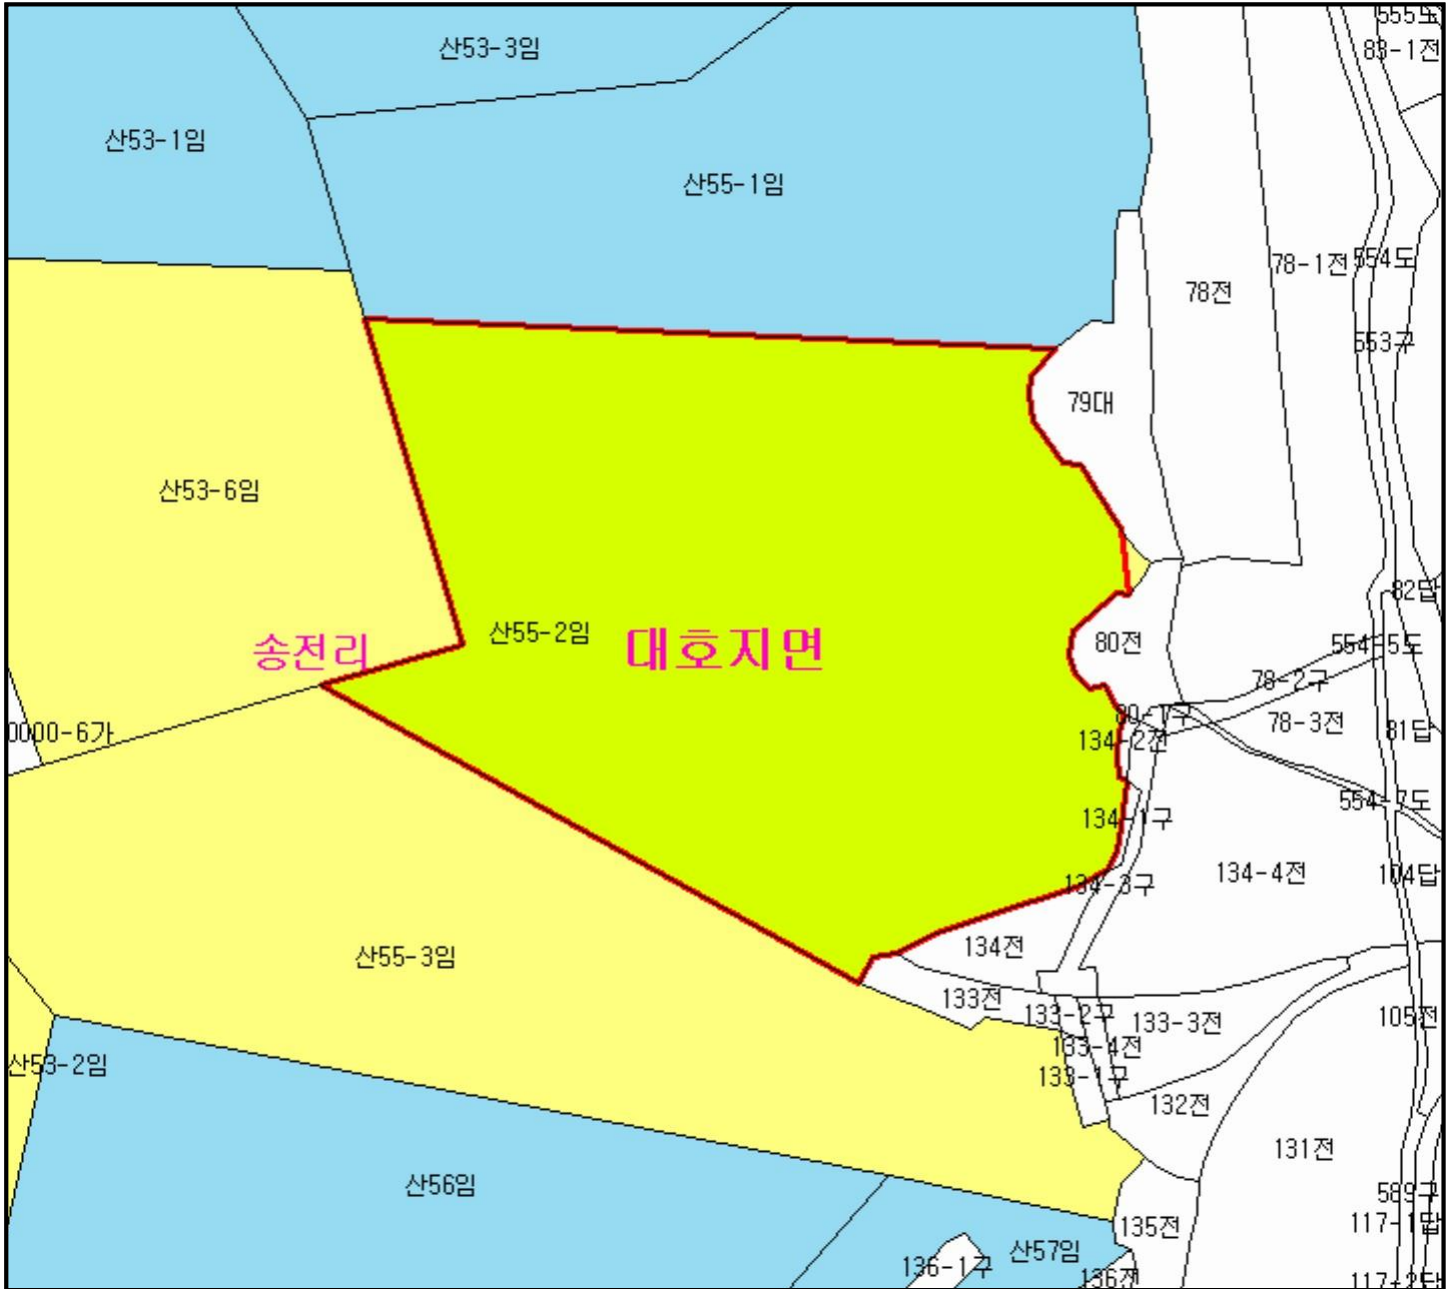 555도
산53-3임
83-1전
산53-1임
산55-1임
78-1전
554도
78전
553구
79대
산53-6임
82답
산55-2임
대호지면
송전리
80전
554-5도
78-2구
80-1구
78-3전
0000-6가
134-2전
81답
554-7도
134-1구
134-4전
104답
134-3구
134전
산55-3임
133전
133-2구
133-3전
105전
133-4전
산53-2임
133-1구
132전
131전
산56임
589구
135전
117-1답
산57임
136-1구
136전
117-2답